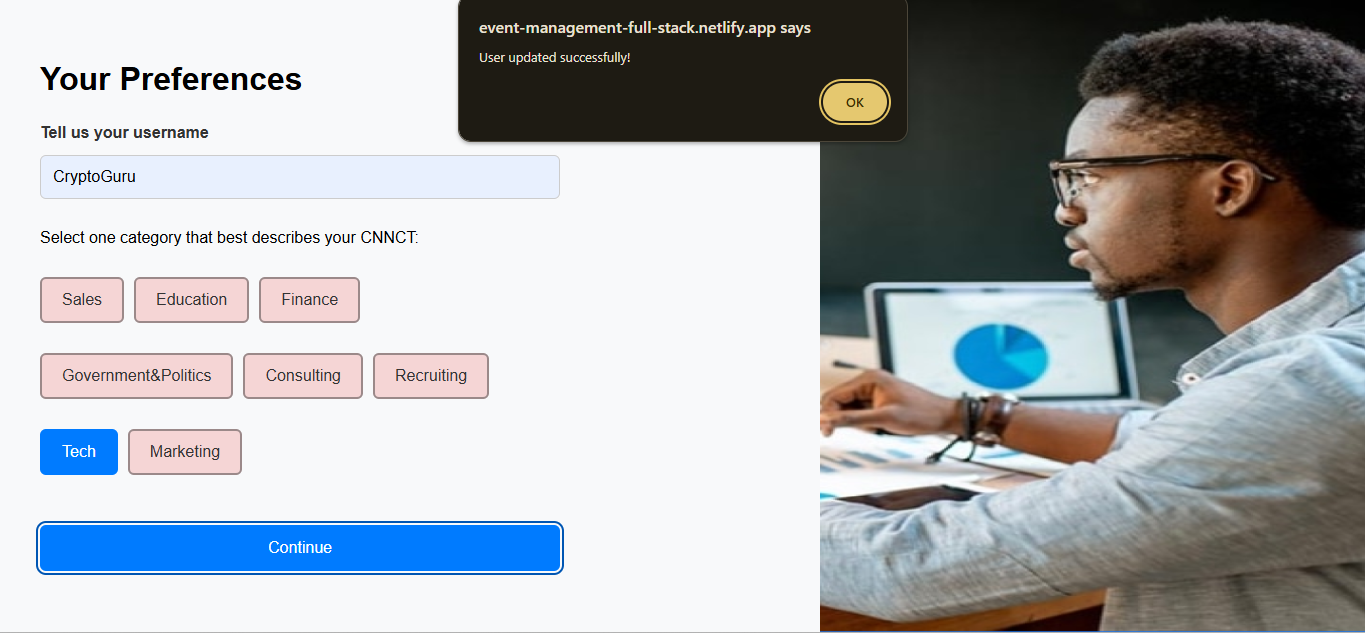 event-management-full-stack.netlify.app says
User updated successfully!
OK
Your Preferences
Tell us your username
CryptoGuru
Select one category that best describes your CNNCT:
Sales Education Finance
Government&Politics Consulting Recruiting
Tech Marketing
Continue